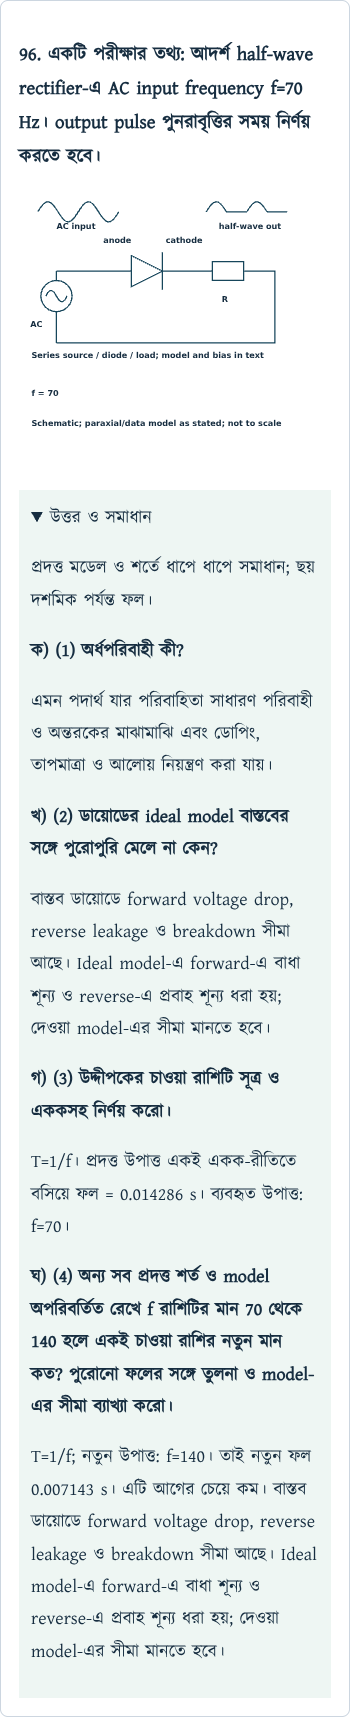 96. একটি পরীক্ষার তথ্য: আদর্শ half-wave
rectifier-এ AC input frequency f=70
Hz। output pulse পুনরাবৃত্তির সময় নির্ণয়
করতে হবে।
AC input
half-wave out
anode
cathode
R
AC
Series source / diode / load; model and bias in text
f = 70
Schematic; paraxial/data model as stated; not to scale
▼ উত্তর ও সমাধান
প্রদত্ত মডেল ও শর্তে ধাপে ধাপে সমাধান; ছয়
দশমিক পর্যন্ত ফল।
ক) (1) অর্ধপরিবাহী কী?
এমন পদার্থ যার পরিবাহিতা সাধারণ পরিবাহী
ও অন্তরকের মাঝামাঝি এবং ডোপিং,
তাপমাত্রা ও আলোয় নিয়ন্ত্রণ করা যায়।
খ) (2) ডায়োডের ideal model বাস্তবের
সঙ্গে পুরোপুরি মেলে না কেন?
বাস্তব ডায়োডে forward voltage drop,
reverse leakage ও breakdown সীমা
আছে। Ideal model-এ forward-এ বাধা
শূন্য ও reverse-এ প্রবাহ শূন্য ধরা হয়;
দেওয়া model-এর সীমা মানতে হবে।
গ) (3) উদ্দীপকের চাওয়া রাশিটি সূত্র ও
এককসহ নির্ণয় করো।
T=1/f। প্রদত্ত উপাত্ত একই একক-রীতিতে
বসিয়ে ফল = 0.014286 s। ব্যবহৃত উপাত্ত:
f=70।
ঘ) (4) অন্য সব প্রদত্ত শর্ত ও model
অপরিবর্তিত রেখে f রাশিটির মান 70 থেকে
140 হলে একই চাওয়া রাশির নতুন মান
কত? পুরোনো ফলের সঙ্গে তুলনা ও model-
এর সীমা ব্যাখ্যা করো।
T=1/f; নতুন উপাত্ত: f=140। তাই নতুন ফল
0.007143 s। এটি আগের চেয়ে কম। বাস্তব
ডায়োডে forward voltage drop, reverse
leakage ও breakdown সীমা আছে। Ideal
model-এ forward-এ বাধা শূন্য ও
reverse-এ প্রবাহ শূন্য ধরা হয়; দেওয়া
model-এর সীমা মানতে হবে।